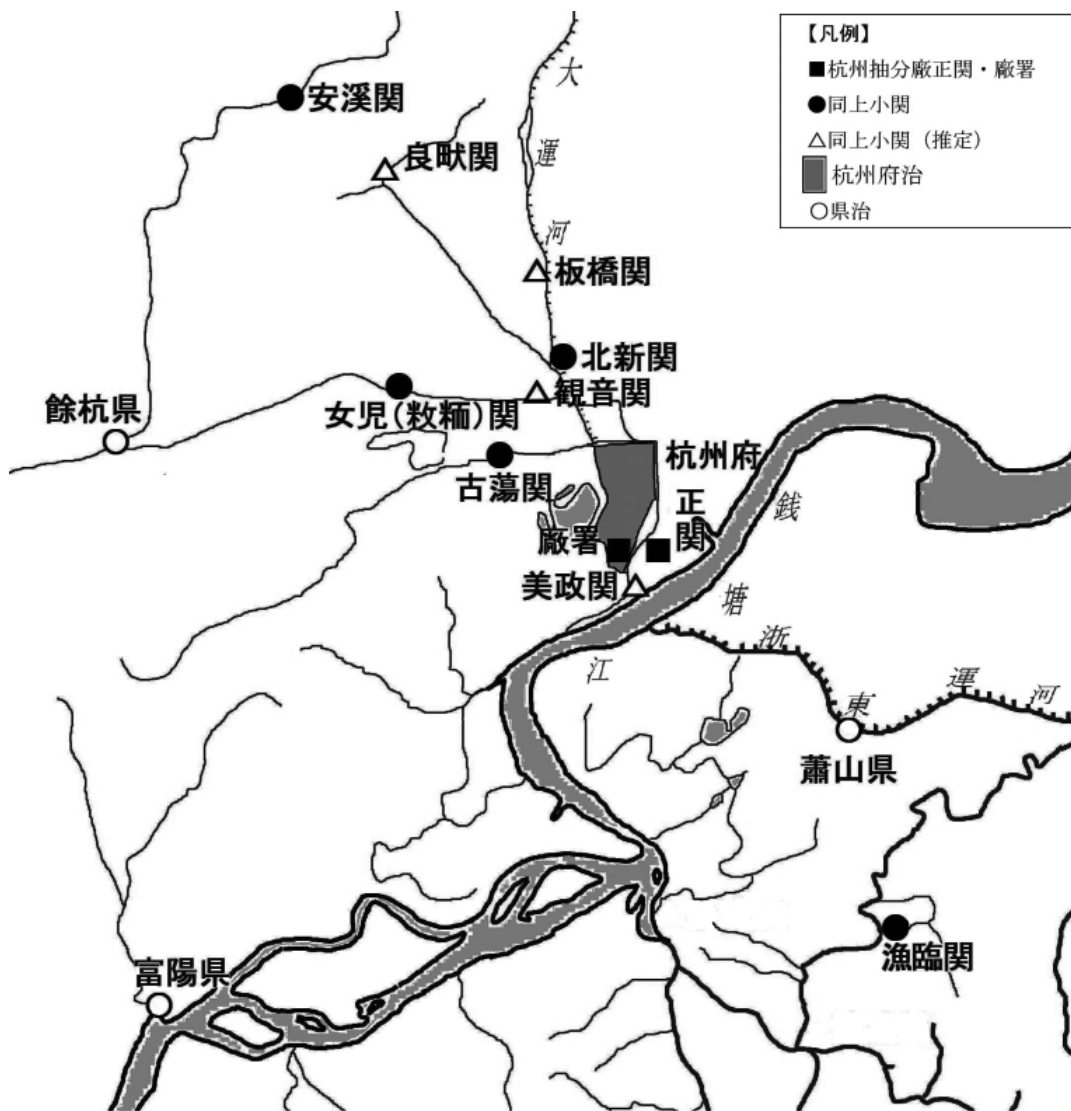 【凡例】
■杭州抽分廠正関・廠署
●同上小関
△同上小関(推定)
杭州府治
○県治
安溪関
良畎関
大運河
板橋関
北新関
観音関
女児(敉𥹝)関
餘杭県
古蕩関
杭州府
正関
廠署
美政関
銭塘江
浙東運河
蕭山県
漁臨関
富陽県